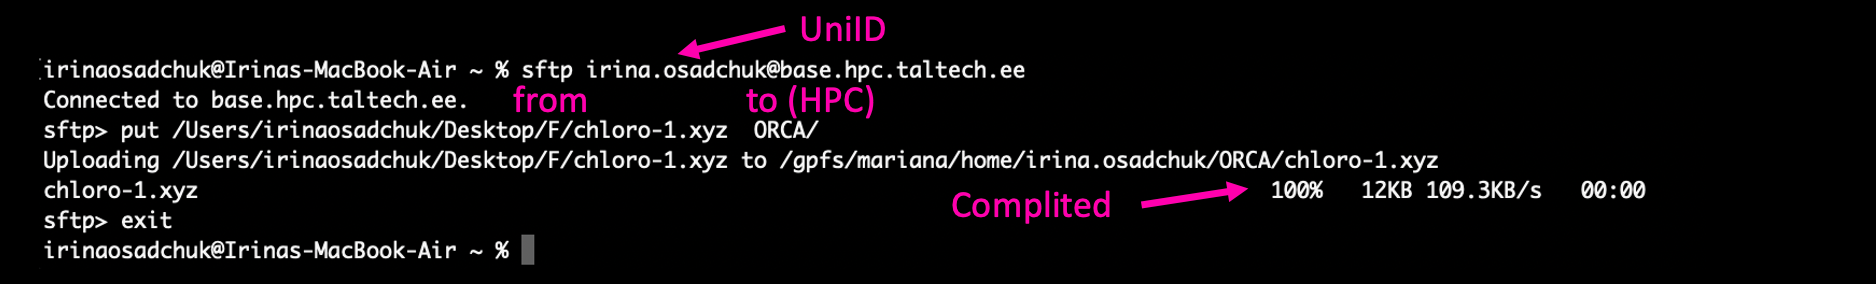 UniID
irinaosadchuk@Irinas-MacBook-Air ~ % sftp irina.osadchuk@base.hpc.taltech.ee
Connected to base.hpc.taltech.ee.
from to (HPC)
sftp> put /Users/irinaosadchuk/Desktop/F/chloro-1.xyz  ORCA/
Uploading /Users/irinaosadchuk/Desktop/F/chloro-1.xyz to /gpfs/mariana/home/irina.osadchuk/ORCA/chloro-1.xyz
chloro-1.xyz 100% 12KB 109.3KB/s 00:00
Complited
sftp> exit
irinaosadchuk@Irinas-MacBook-Air ~ %